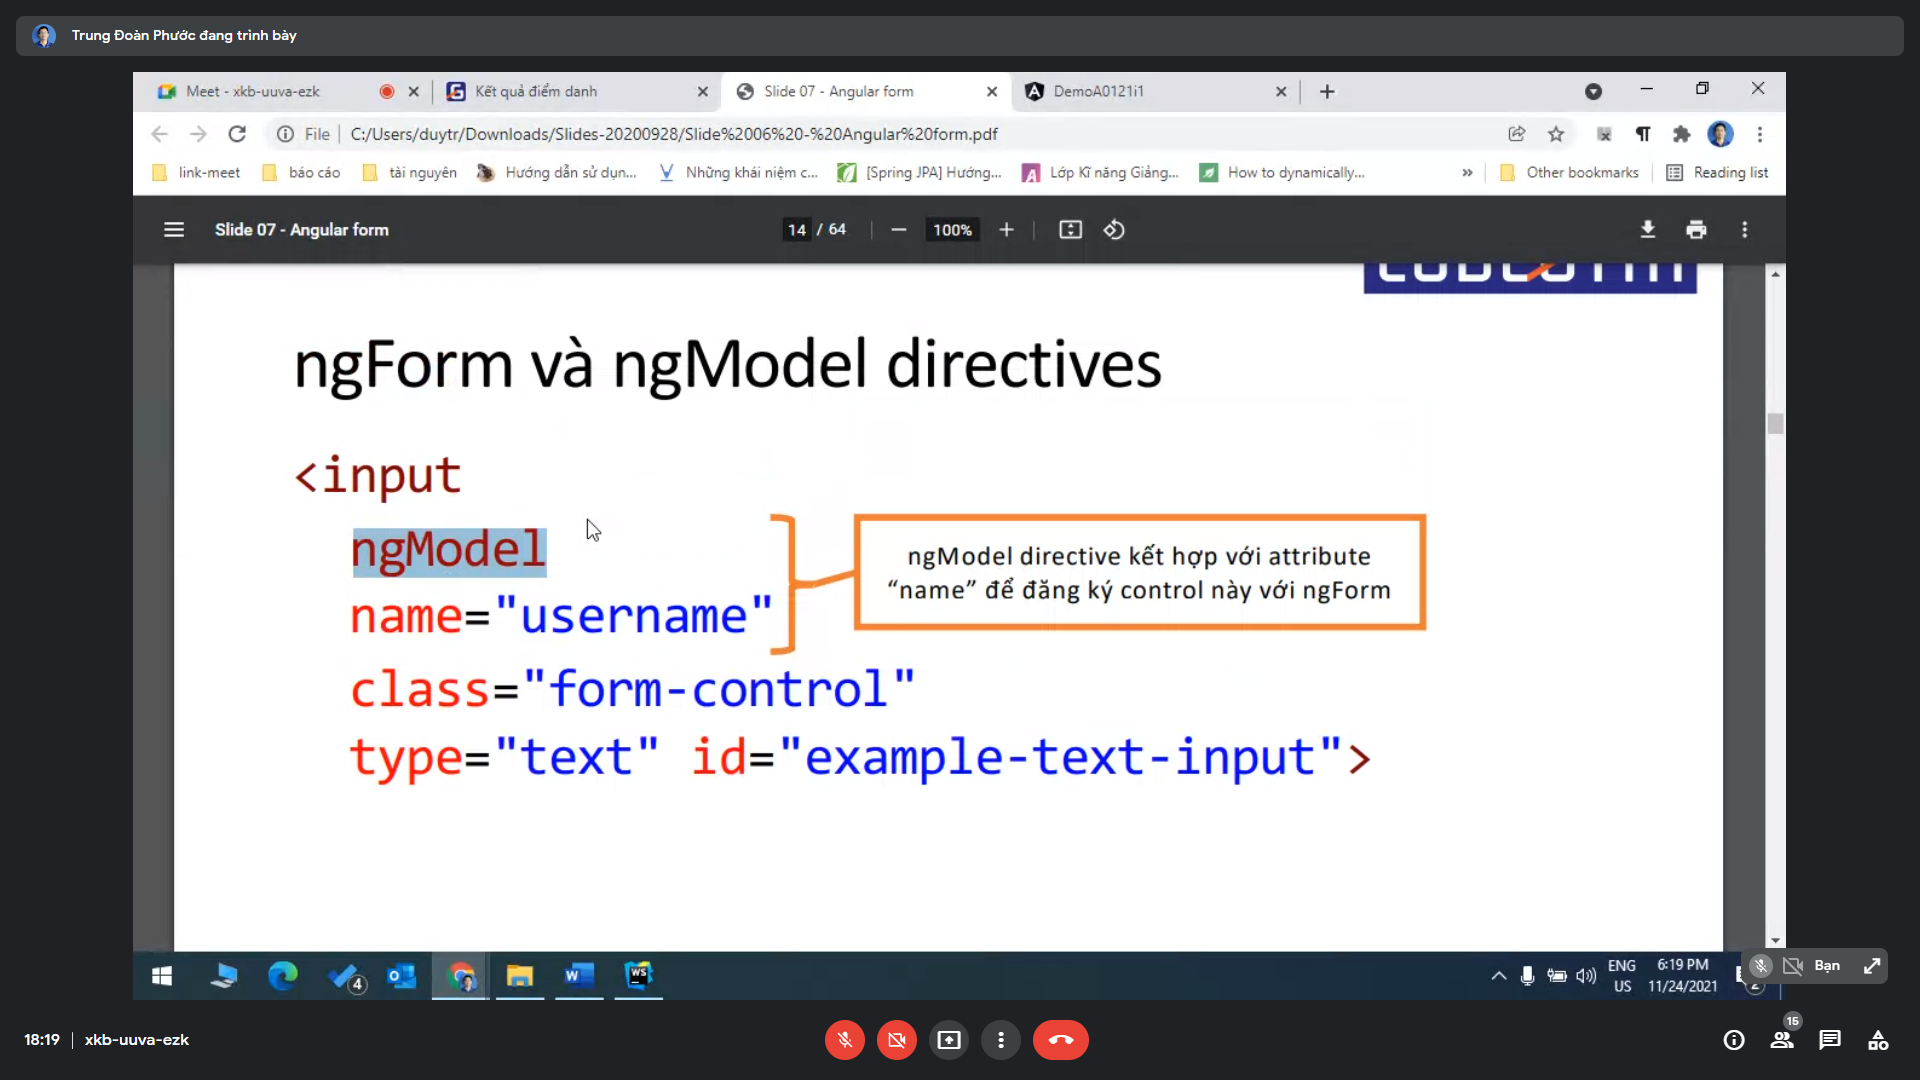 Trung Đoàn Phước đang trình bày
Meet - xkb-uuva-ezk
Kết quả điểm danh
Slide 07 - Angular form
DemoA0121i1
File
C:/Users/duytr/Downloads/Slides-20200928/Slide%2006%20-%20Angular%20form.pdf
link-meet
báo cáo
tài nguyên
Hướng dẫn sử dụn...
Những khái niệm c...
[Spring JPA] Hướng...
Lớp Kĩ năng Giảng...
How to dynamically...
»
Other bookmarks
Reading list
Slide 07 - Angular form
14 / 64
100%
ngForm và ngModel directives
<input
ngModel
name="username"
class="form-control"
type="text" id="example-text-input">
ngModel directive kết hợp với attribute
“name” để đăng ký control này với ngForm
4
WS
ENG
US
6:19 PM
11/24/2021
2
Bạn
18:19
xkb-uuva-ezk
15